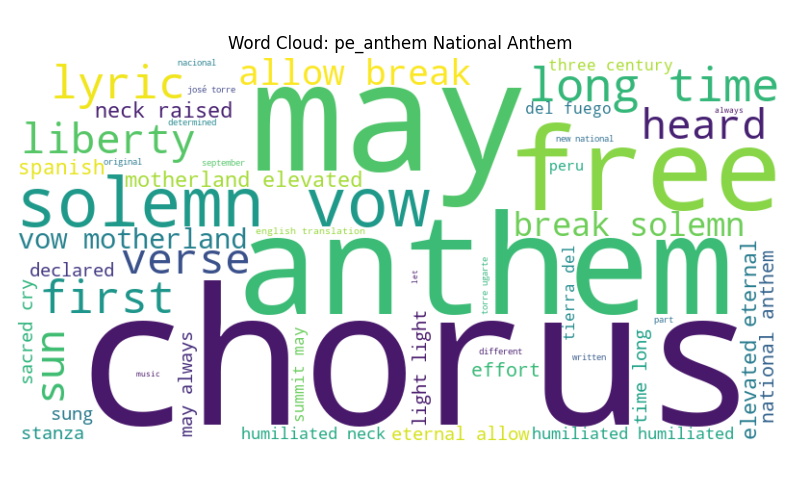 Word Cloud: pe_anthem National Anthem
nacional
lyric
allow break
three century
long time
josé torre
neck raised
may
del fuego
always
heard
liberty
determined
free
new national
spanish
original
september
peru
motherland elevated
solemn vow
break solemn
vow motherland
english translation
anthem
verse
declared
first
let
torre ugarte
tierra del
elevated eternal
national anthem
sacred cry
sun
chorus
music
may always
summit may
light light
different
effort
written
part
time long
sung
stanza
humiliated neck
eternal allow
humiliated humiliated